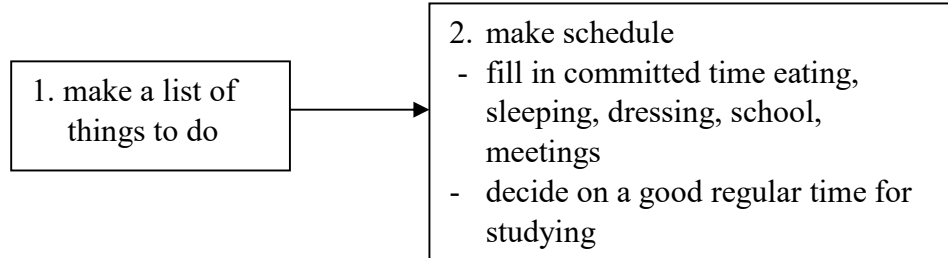 1. make a list of
things to do
2. make schedule
- fill in committed time eating,
sleeping, dressing, school,
meetings
- decide on a good regular time for
studying